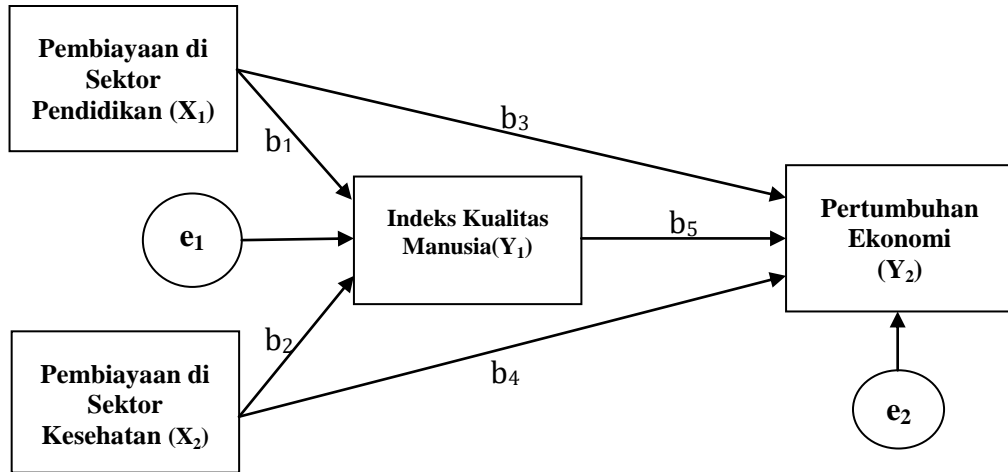 Pembiayaan di
Sektor
Pendidikan (X₁)
b₃
b₁
e₁
Indeks Kualitas
Manusia(Y₁)
b₅
Pertumbuhan
Ekonomi
(Y₂)
b₂
b₄
Pembiayaan di
Sektor
Kesehatan (X₂)
e₂